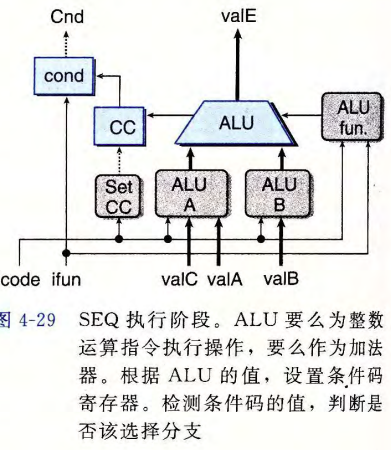 Cnd valE
cond
CC
ALU
ALU
fun.
Set
CC
ALU
A
ALU
B
code ifun valC valA valB
图 4-29 SEQ 执行阶段。ALU 要么为整数
运算指令执行操作，要么作为加法
器。根据 ALU 的值，设置条件码
寄存器。检测条件码的值，判断是
否该选择分支